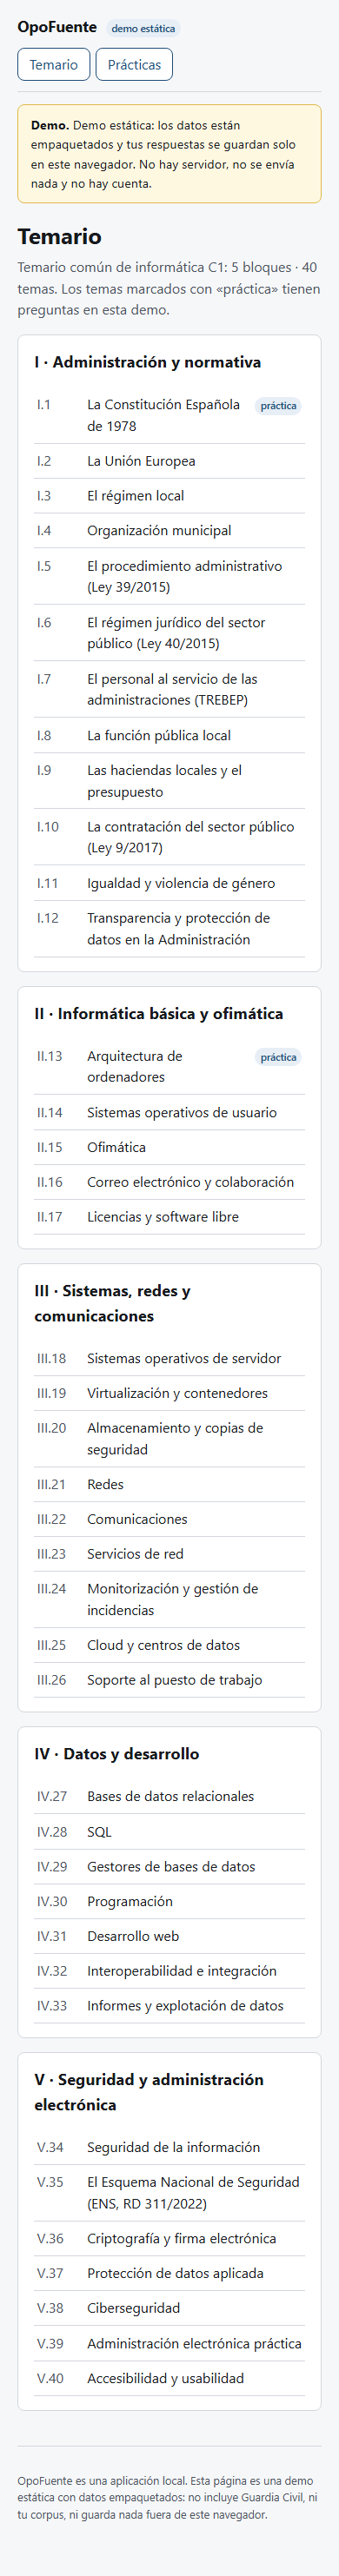 OpoFuente demo estática
Temario Prácticas
Demo. Demo estática: los datos están
empaquetados y tus respuestas se guardan solo
en este navegador. No hay servidor, no se envía
nada y no hay cuenta.
Temario
Temario común de informática C1: 5 bloques · 40
temas. Los temas marcados con «práctica» tienen
preguntas en esta demo.
I · Administración y normativa
I.1 La Constitución Española práctica
de 1978
I.2 La Unión Europea
I.3 El régimen local
I.4 Organización municipal
I.5 El procedimiento administrativo
(Ley 39/2015)
I.6 El régimen jurídico del sector
público (Ley 40/2015)
I.7 El personal al servicio de las
administraciones (TREBEP)
I.8 La función pública local
I.9 Las haciendas locales y el
presupuesto
I.10 La contratación del sector público
(Ley 9/2017)
I.11 Igualdad y violencia de género
I.12 Transparencia y protección de
datos en la Administración
II · Informática básica y ofimática
II.13 Arquitectura de práctica
ordenadores
II.14 Sistemas operativos de usuario
II.15 Ofimática
II.16 Correo electrónico y colaboración
II.17 Licencias y software libre
III · Sistemas, redes y
comunicaciones
III.18 Sistemas operativos de servidor
III.19 Virtualización y contenedores
III.20 Almacenamiento y copias de
seguridad
III.21 Redes
III.22 Comunicaciones
III.23 Servicios de red
III.24 Monitorización y gestión de
incidencias
III.25 Cloud y centros de datos
III.26 Soporte al puesto de trabajo
IV · Datos y desarrollo
IV.27 Bases de datos relacionales
IV.28 SQL
IV.29 Gestores de bases de datos
IV.30 Programación
IV.31 Desarrollo web
IV.32 Interoperabilidad e integración
IV.33 Informes y explotación de datos
V · Seguridad y administración
electrónica
V.34 Seguridad de la información
V.35 El Esquema Nacional de Seguridad
(ENS, RD 311/2022)
V.36 Criptografía y firma electrónica
V.37 Protección de datos aplicada
V.38 Ciberseguridad
V.39 Administración electrónica práctica
V.40 Accesibilidad y usabilidad
OpoFuente es una aplicación local. Esta página es una demo
estática con datos empaquetados: no incluye Guardia Civil, ni
tu corpus, ni guarda nada fuera de este navegador.